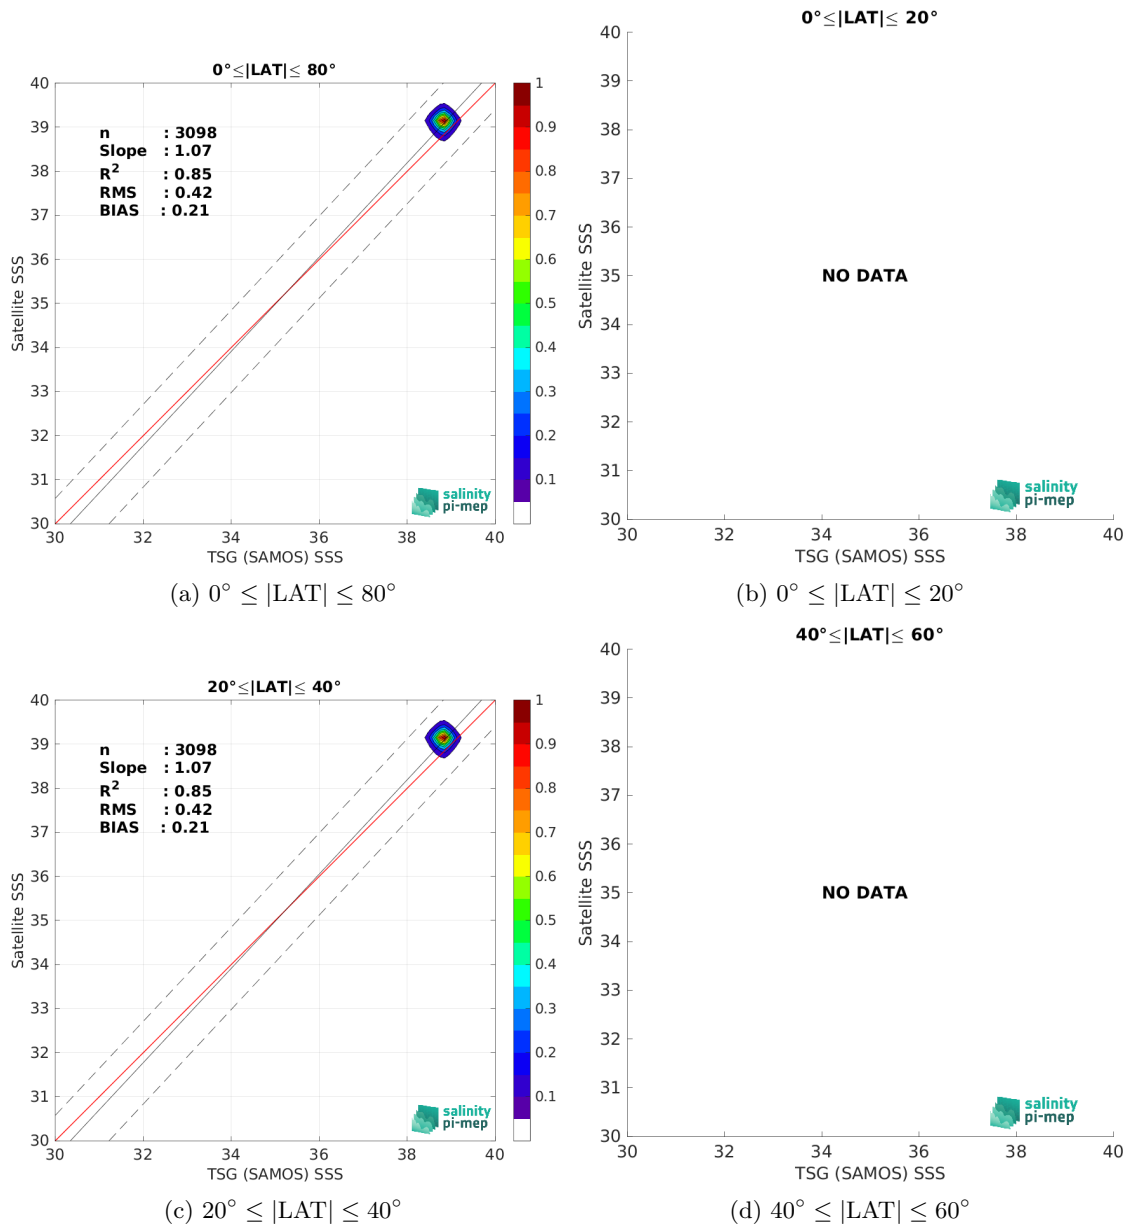 0°≤|LAT|≤ 80°
40
39
38
37
36
35
34
33
32
31
30
Satellite SSS
n : 3098
Slope : 1.07
R² : 0.85
RMS : 0.42
BIAS : 0.21
salinity
pi-mep
30 32 34 36 38 40
TSG (SAMOS) SSS
1
0.9
0.8
0.7
0.6
0.5
0.4
0.3
0.2
0.1
(a) 0° ≤ |LAT| ≤ 80°
0°≤|LAT|≤ 20°
40
39
38
37
36
35
34
33
32
31
30
Satellite SSS
NO DATA
salinity
pi-mep
30 32 34 36 38 40
TSG (SAMOS) SSS
(b) 0° ≤ |LAT| ≤ 20°
20°≤|LAT|≤ 40°
40
39
38
37
36
35
34
33
32
31
30
Satellite SSS
n : 3098
Slope : 1.07
R² : 0.85
RMS : 0.42
BIAS : 0.21
salinity
pi-mep
30 32 34 36 38 40
TSG (SAMOS) SSS
1
0.9
0.8
0.7
0.6
0.5
0.4
0.3
0.2
0.1
(c) 20° ≤ |LAT| ≤ 40°
40°≤|LAT|≤ 60°
40
39
38
37
36
35
34
33
32
31
30
Satellite SSS
NO DATA
salinity
pi-mep
30 32 34 36 38 40
TSG (SAMOS) SSS
(d) 40° ≤ |LAT| ≤ 60°